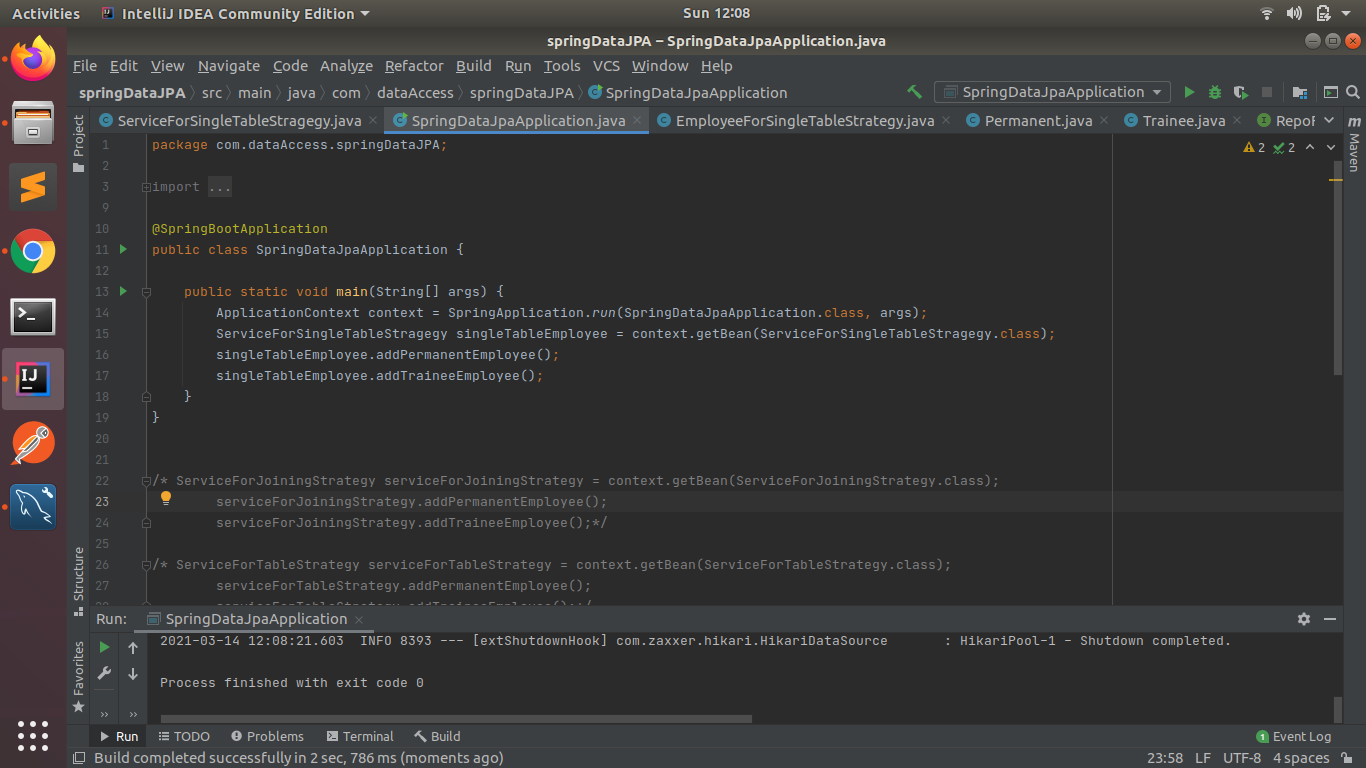 Activities IntelliJ IDEA Community Edition Sun 12:08
springDataJPA – SpringDataJpaApplication.java
File Edit View Navigate Code Analyze Refactor Build Run Tools VCS Window Help
springDataJPA src main java com dataAccess springDataJPA SpringDataJpaApplication SpringDataJpaApplication
ServiceForSingleTableStragegy.java SpringDataJpaApplication.java EmployeeForSingleTableStrategy.java Permanent.java Trainee.java RepoF
Project
Structure
Favorites
Maven
2 2
1 package com.dataAccess.springDataJPA;
2
3 import ...
9
10 @SpringBootApplication
11 public class SpringDataJpaApplication {
12
13 public static void main(String[] args) {
14 ApplicationContext context = SpringApplication.run(SpringDataJpaApplication.class, args);
15 ServiceForSingleTableStragegy singleTableEmployee = context.getBean(ServiceForSingleTableStragegy.class);
16 singleTableEmployee.addPermanentEmployee();
17 singleTableEmployee.addTraineeEmployee();
18 }
19 }
20
21
22 /* ServiceForJoiningStrategy serviceForJoiningStrategy = context.getBean(ServiceForJoiningStrategy.class);
23 serviceForJoiningStrategy.addPermanentEmployee();
24 serviceForJoiningStrategy.addTraineeEmployee();*/
25
26 /* ServiceForTableStrategy serviceForTableStrategy = context.getBean(ServiceForTableStrategy.class);
27 serviceForTableStrategy.addPermanentEmployee();
28 serviceForTableStrategy.addTraineeEmployee();*/
Run: SpringDataJpaApplication
2021-03-14 12:08:21.603 INFO 8393 --- [extShutdownHook] com.zaxxer.hikari.HikariDataSource : HikariPool-1 - Shutdown completed.
Process finished with exit code 0
Run TODO Problems Terminal Build 1 Event Log
Build completed successfully in 2 sec, 786 ms (moments ago) 23:58 LF UTF-8 4 spaces